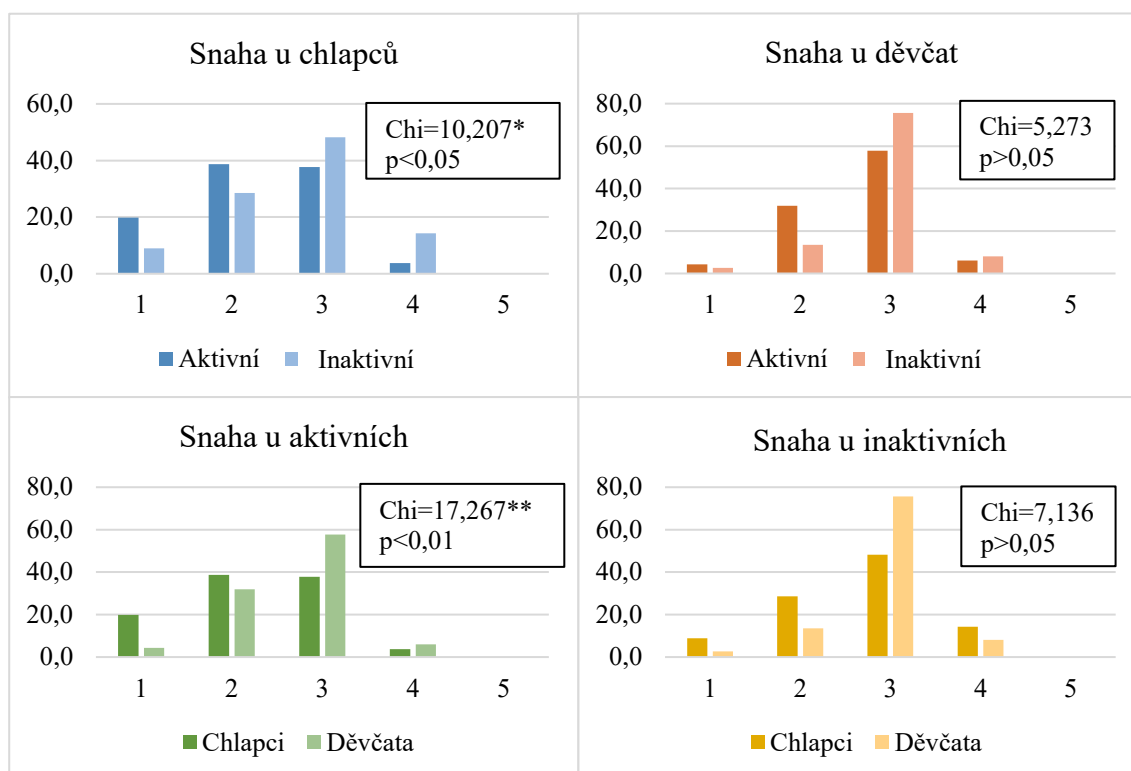 Snaha u chlapců
60,0
40,0
20,0
0,0
Chi=10,207*
p<0,05
1 2 3 4 5
Aktivní Inaktivní
Snaha u děvčat
80,0
60,0
40,0
20,0
0,0
Chi=5,273
p>0,05
1 2 3 4 5
Aktivní Inaktivní
Snaha u aktivních
80,0
60,0
40,0
20,0
0,0
Chi=17,267**
p<0,01
1 2 3 4 5
Chlapci Děvčata
Snaha u inaktivních
80,0
60,0
40,0
20,0
0,0
Chi=7,136
p>0,05
1 2 3 4 5
Chlapci Děvčata